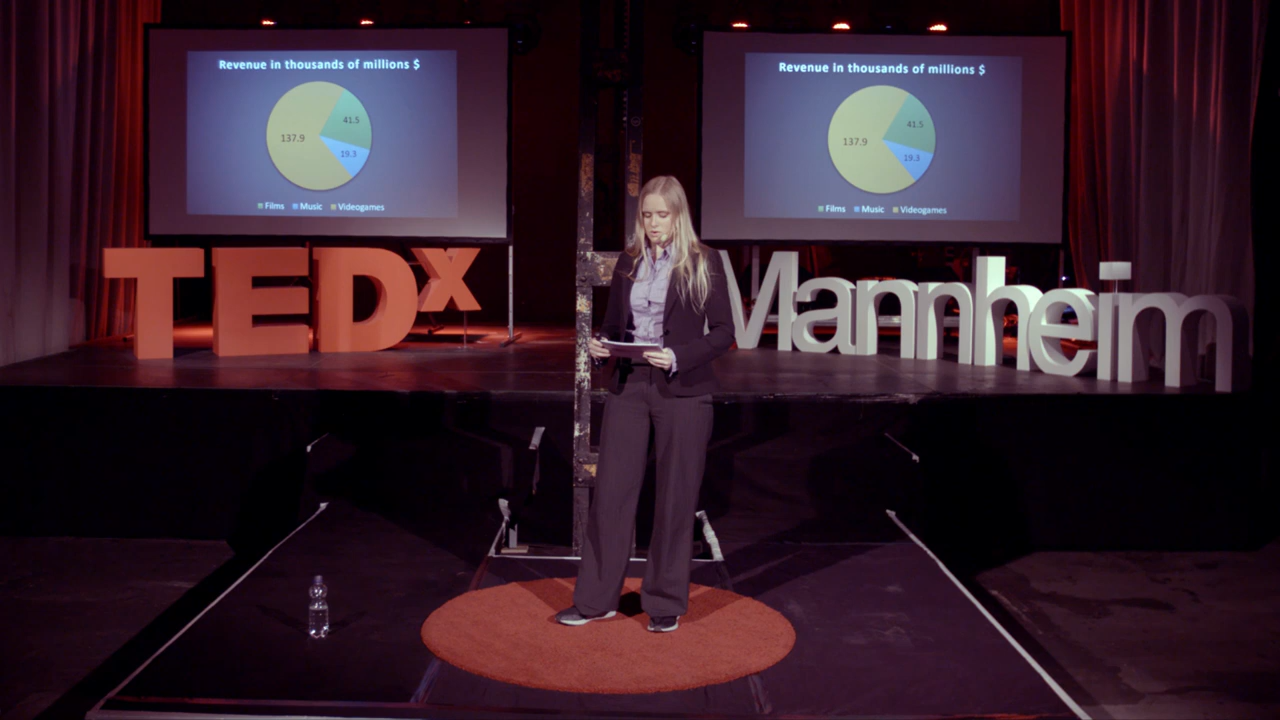 Revenue in thousands of millions $
41.5
137.9
19.3
Films Music Videogames
Revenue in thousands of millions $
41.5
137.9
19.3
Films Music Videogames
TEDx Mannheim